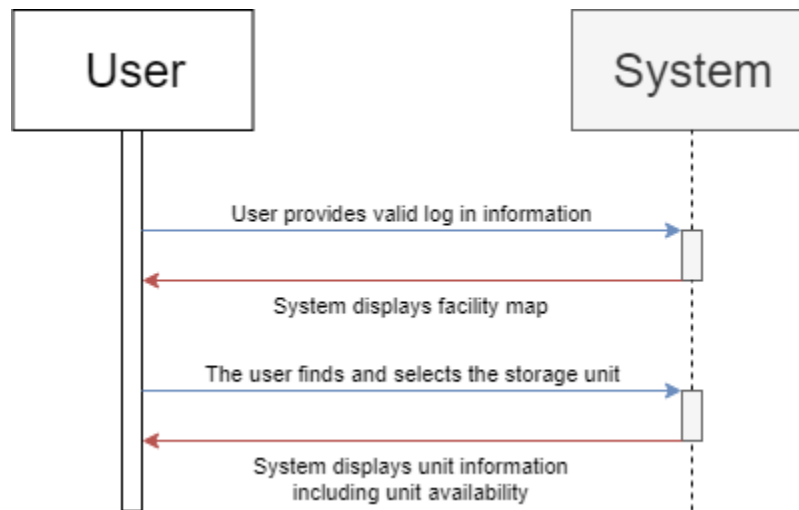 User
System
User provides valid log in information
System displays facility map
The user finds and selects the storage unit
System displays unit information
including unit availability